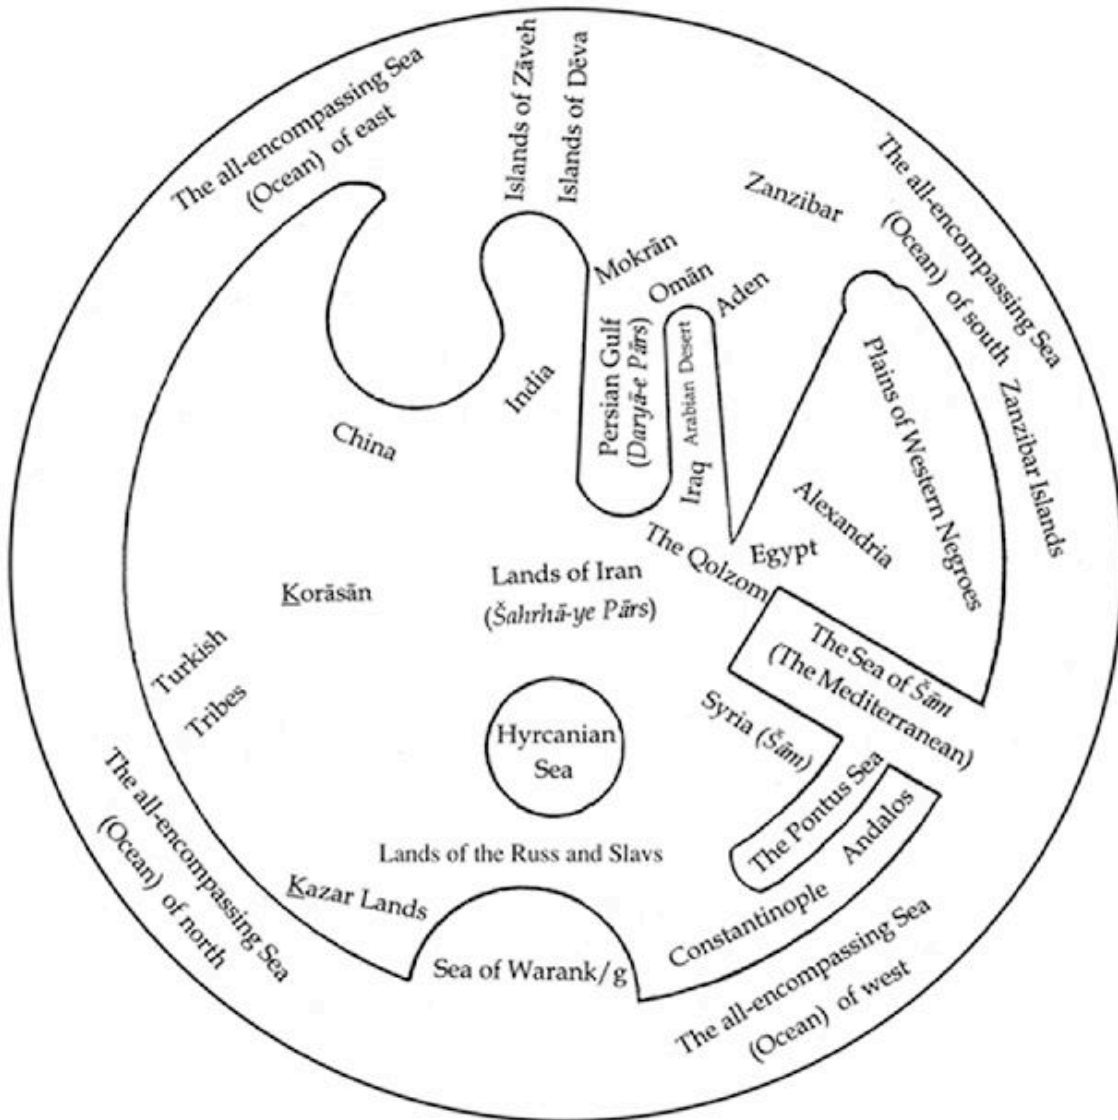 The all-encompassing Sea
(Ocean) of east
Islands of Zāveh
Islands of Dēva
Zanzibar
The all-encompassing Sea
(Ocean) of south
Zanzibar Islands
Mokrān
Omān
Aden
Persian Gulf
(Daryā-e Pārs)
Arabian Desert
Iraq
India
China
Plains of Western Negroes
Alexandria
Egypt
The Qolzom
Lands of Iran
(Šahrhā-ye Pārs)
Korāsān
Turkish
Tribes
The Sea of Šām
(The Mediterranean)
Syria (Šām)
Hyrcanian
Sea
The Pontus Sea
Andalos
Constantinople
Lands of the Russ and Slavs
Kazar Lands
Sea of Warank/g
The all-encompassing Sea
(Ocean) of north
The all-encompassing Sea
(Ocean) of west